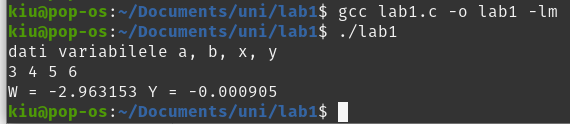 kiu@pop-os:~/Documents/uni/lab1$ gcc lab1.c -o lab1 -lm
kiu@pop-os:~/Documents/uni/lab1$ ./lab1
dati variabilele a, b, x, y
3 4 5 6
W = -2.963153 Y = -0.000905
kiu@pop-os:~/Documents/uni/lab1$